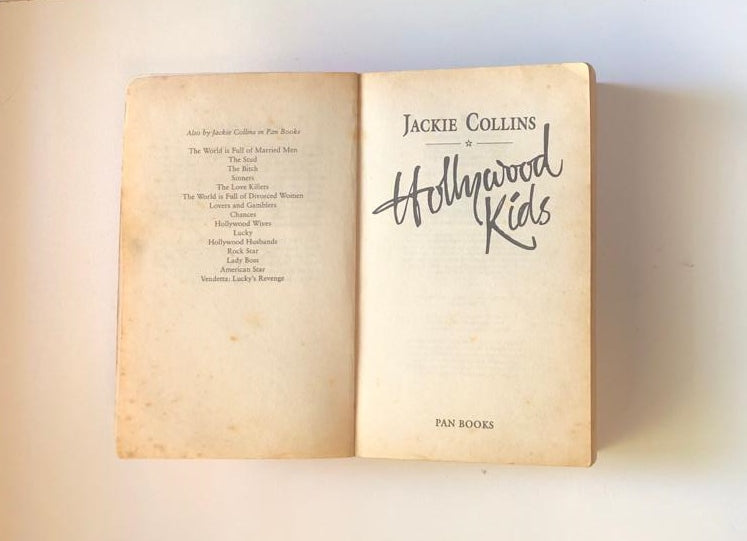 Also by Jackie Collins in Pan Books
The World is Full of Married Men
The Stud
The Bitch
Sinners
The Love Killers
The World is Full of Divorced Women
Lovers and Gamblers
Chances
Hollywood Wives
Lucky
Hollywood Husbands
Rock Star
Lady Boss
American Star
Vendetta: Lucky's Revenge
JACKIE COLLINS
Hollywood
Kids
PAN BOOKS